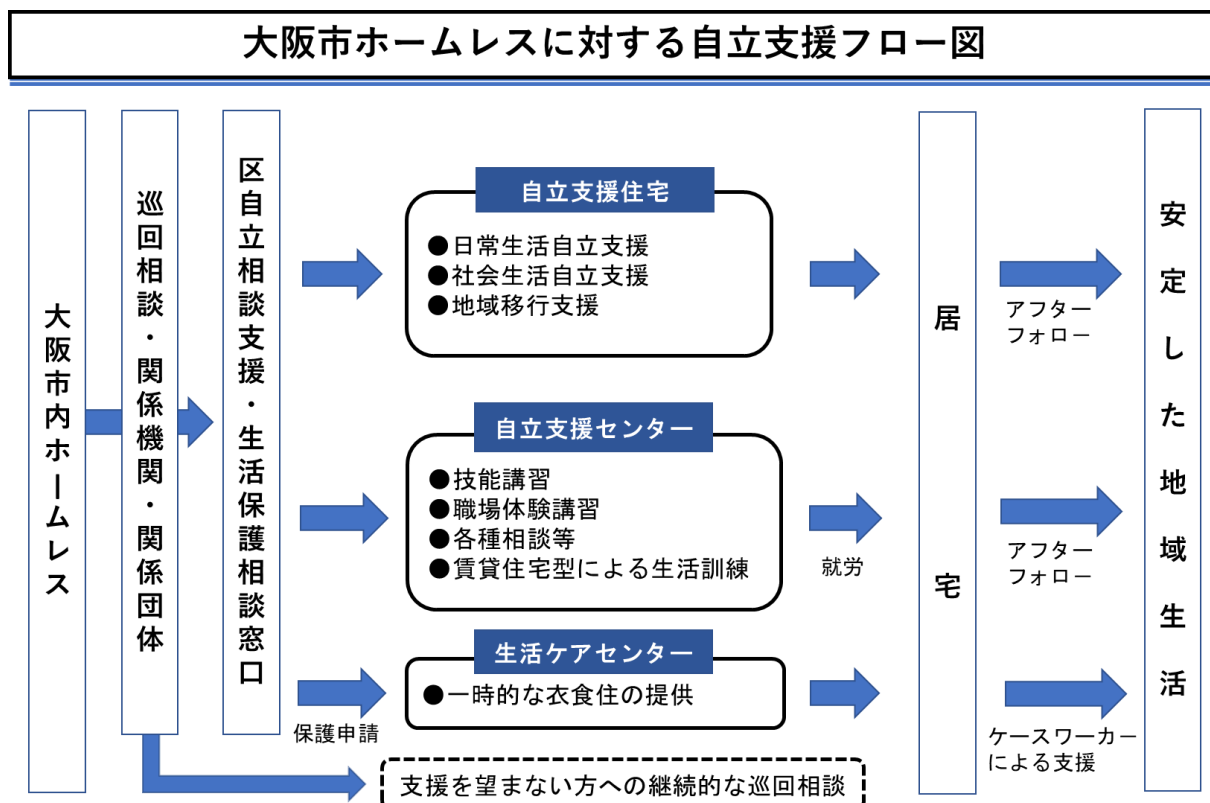 大阪市ホームレスに対する自立支援フロー図
大阪市内ホームレス
巡回相談・関係機関・関係団体
区自立相談支援・生活保護相談窓口
自立支援住宅
●日常生活自立支援
●社会生活自立支援
●地域移行支援
自立支援センター
●技能講習
●職場体験講習
●各種相談等
●賃貸住宅型による生活訓練
就労
生活ケアセンター
●一時的な衣食住の提供
保護申請
支援を望まない方への継続的な巡回相談
居宅
アフター
フォロー
アフター
フォロー
ケースワーカー
による支援
安定した地域生活